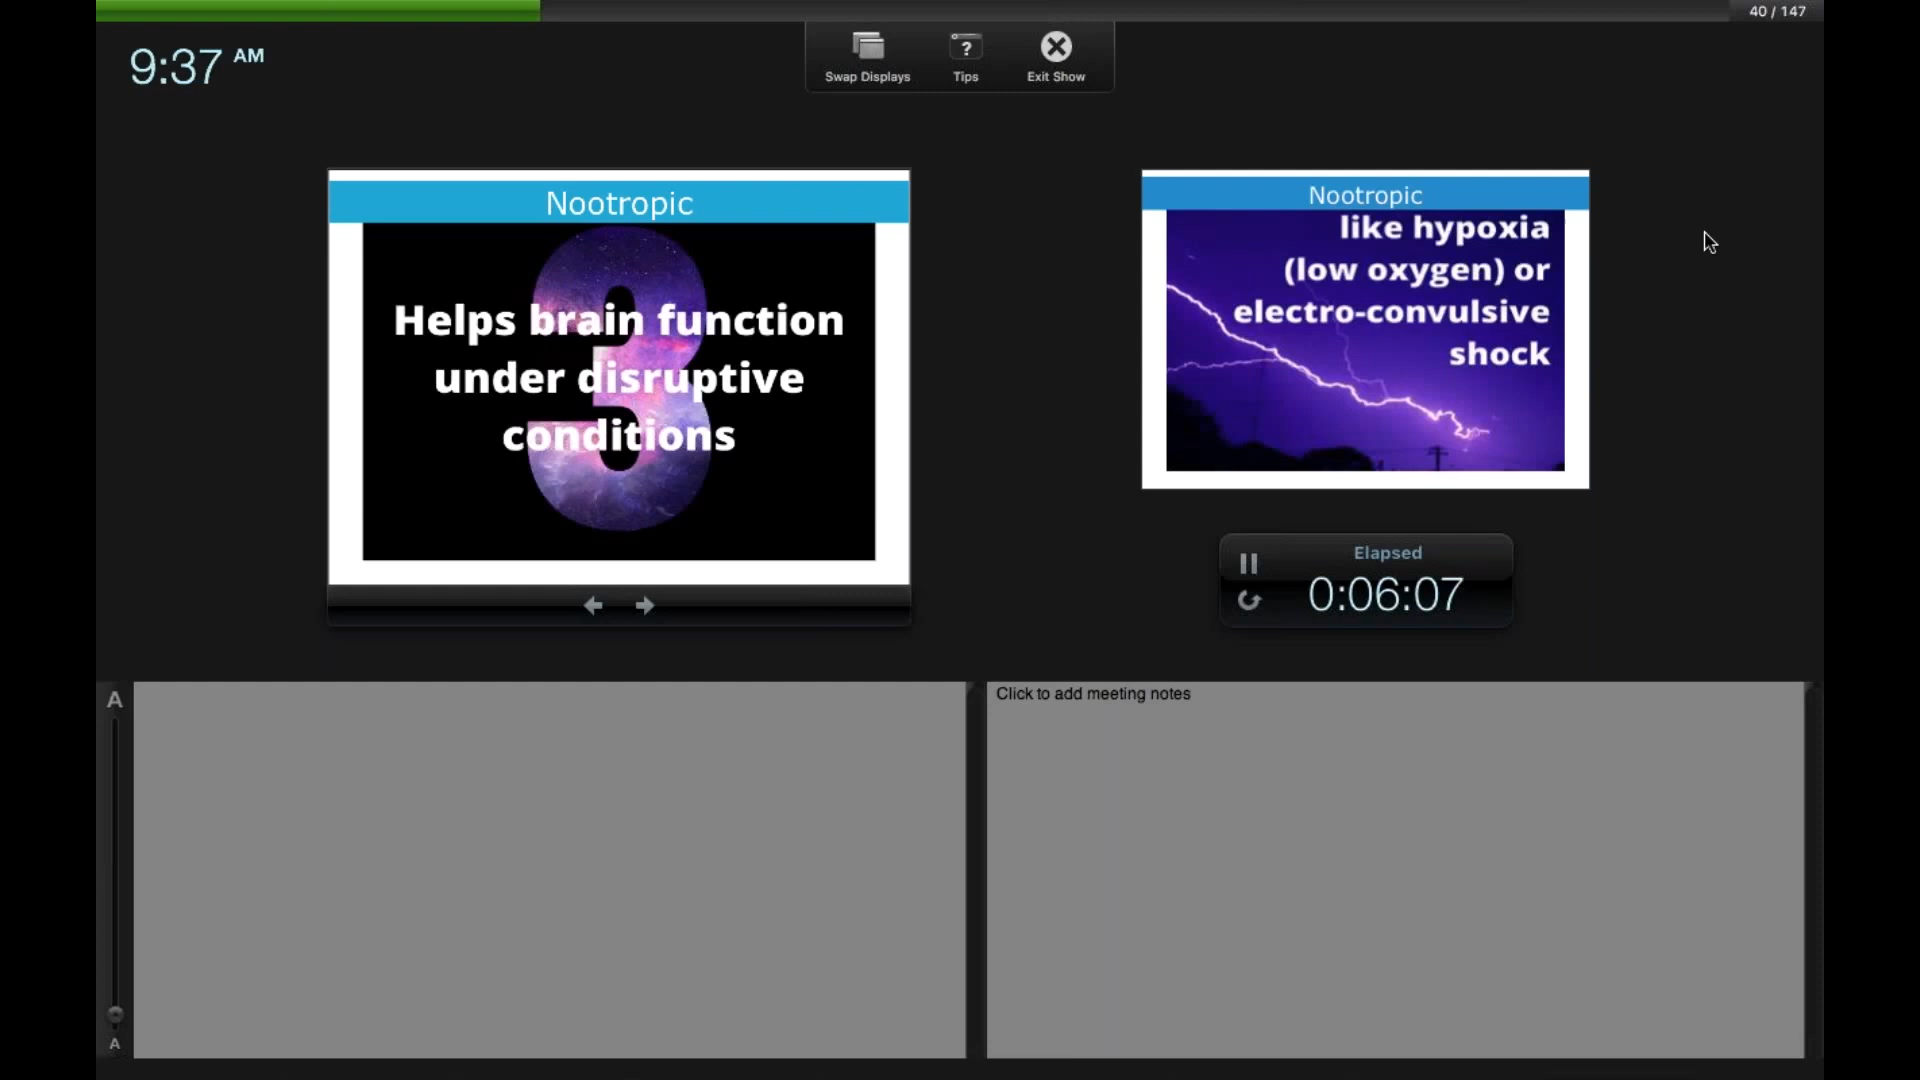 40 / 147
9:37 AM
Swap Displays
Tips
Exit Show
Nootropic
3
Helps brain function
under disruptive
conditions
Nootropic
like hypoxia
(low oxygen) or
electro-convulsive
shock
Elapsed
0:06:07
A
A
Click to add meeting notes